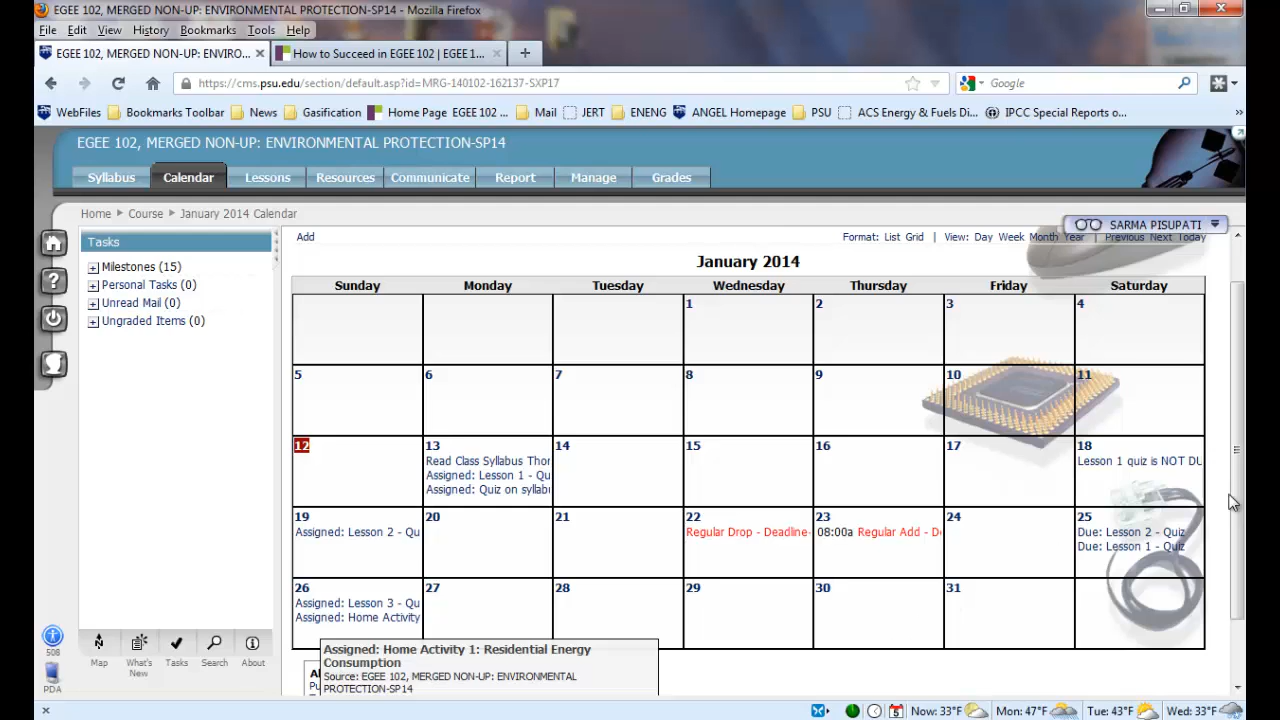 EGEE 102, MERGED NON-UP: ENVIRONMENTAL PROTECTION-SP14 - Mozilla Firefox
File Edit View History Bookmarks Tools Help
EGEE 102, MERGED NON-UP: ENVIRO... How to Succeed in EGEE 102 | EGEE 1...
https://cms.psu.edu/section/default.asp?id=MRG-140102-162137-SXP17 Google
WebFiles Bookmarks Toolbar News Gasification Home Page EGEE 102 ... Mail JERT ENENG ANGEL Homepage PSU ACS Energy & Fuels Di... IPCC Special Reports o...
EGEE 102, MERGED NON-UP: ENVIRONMENTAL PROTECTION-SP14
Syllabus Calendar Lessons Resources Communicate Report Manage Grades
Home Course January 2014 Calendar
SARMA PISUPATI
Tasks
Milestones (15)
Personal Tasks (0)
Unread Mail (0)
Ungraded Items (0)
Add Format: List Grid | View: Day Week Month Year | Previous Next Today
January 2014
Sunday Monday Tuesday Wednesday Thursday Friday Saturday
1 2 3 4
5 6 7 8 9 10 11
12 13 14 15 16 17 18
Read Class Syllabus Thor Lesson 1 quiz is NOT DU
Assigned: Lesson 1 - Qu
Assigned: Quiz on syllabu
19 20 21 22 23 24 25
Assigned: Lesson 2 - Qu Regular Drop - Deadline- 08:00a Regular Add - De Due: Lesson 2 - Quiz
Due: Lesson 1 - Quiz
26 27 28 29 30 31
Assigned: Lesson 3 - Qu
Assigned: Home Activity
Assigned: Home Activity 1: Residential Energy
Consumption
Source: EGEE 102, MERGED NON-UP: ENVIRONMENTAL
PROTECTION-SP14
508
PDA
Map What's New Tasks Search About
Now: 33°F Mon: 47°F Tue: 43°F Wed: 33°F